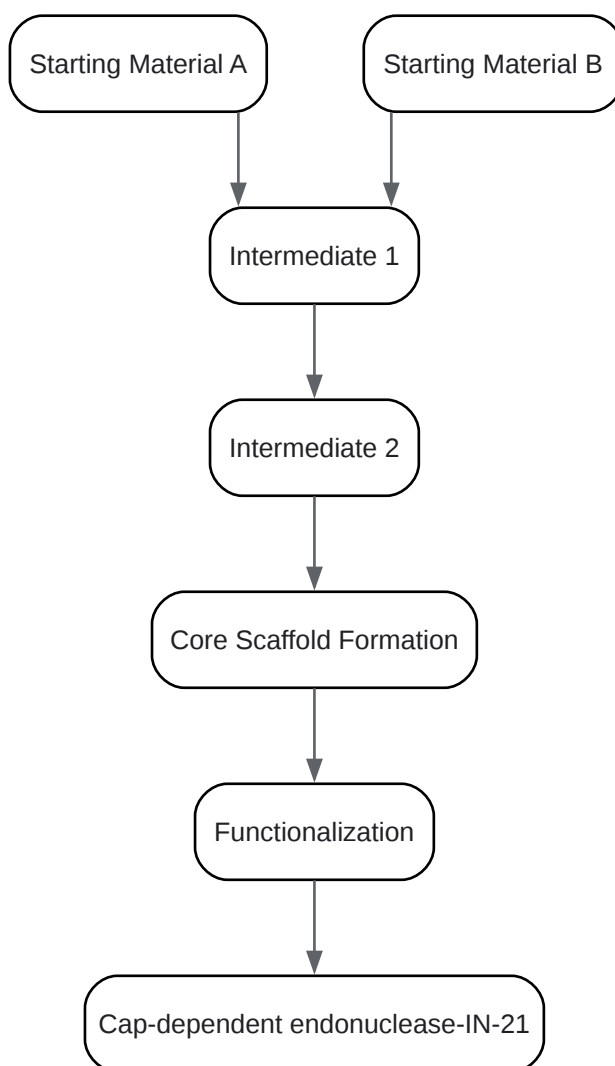 Starting Material A
Starting Material B
Intermediate 1
Intermediate 2
Core Scaffold Formation
Functionalization
Cap-dependent endonuclease-IN-21